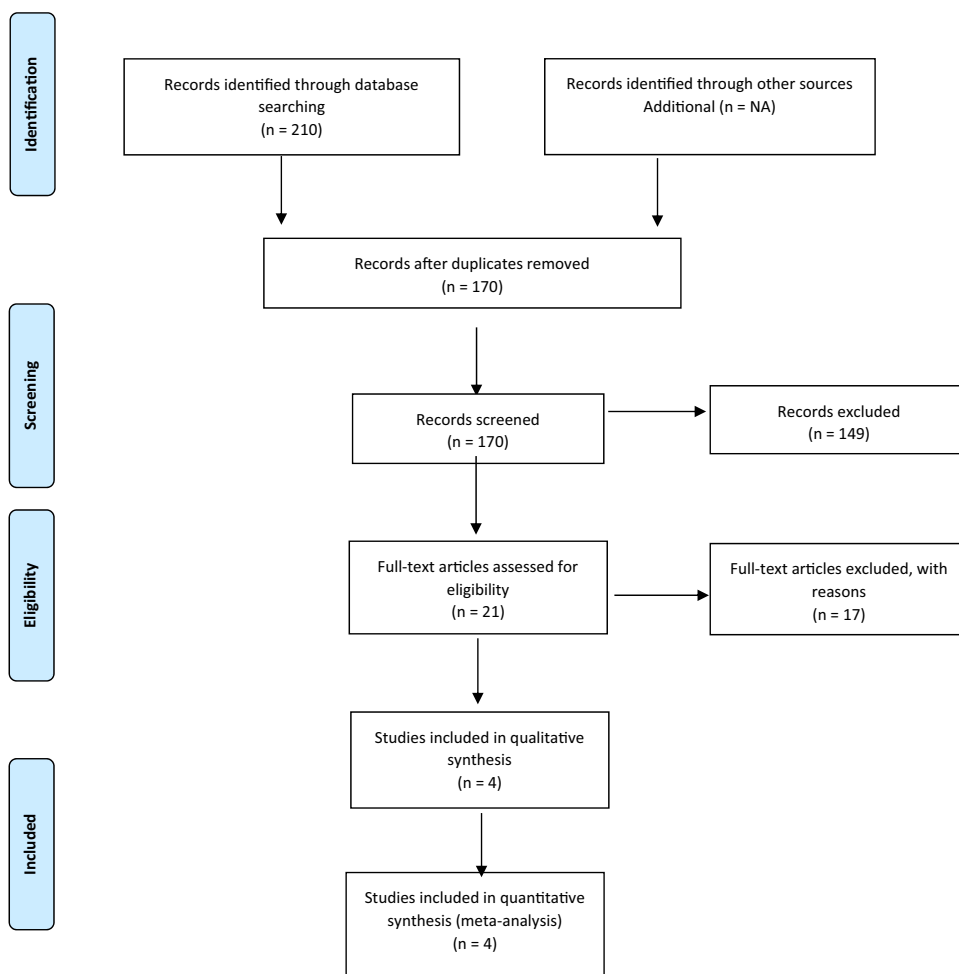 Identification
Records identified through database
searching
(n = 210)
Records identified through other sources
Additional (n = NA)
Records after duplicates removed
(n = 170)
Screening
Records screened
(n = 170)
Records excluded
(n = 149)
Eligibility
Full-text articles assessed for
eligibility
(n = 21)
Full-text articles excluded, with
reasons
(n = 17)
Included
Studies included in qualitative
synthesis
(n = 4)
Studies included in quantitative
synthesis (meta-analysis)
(n = 4)